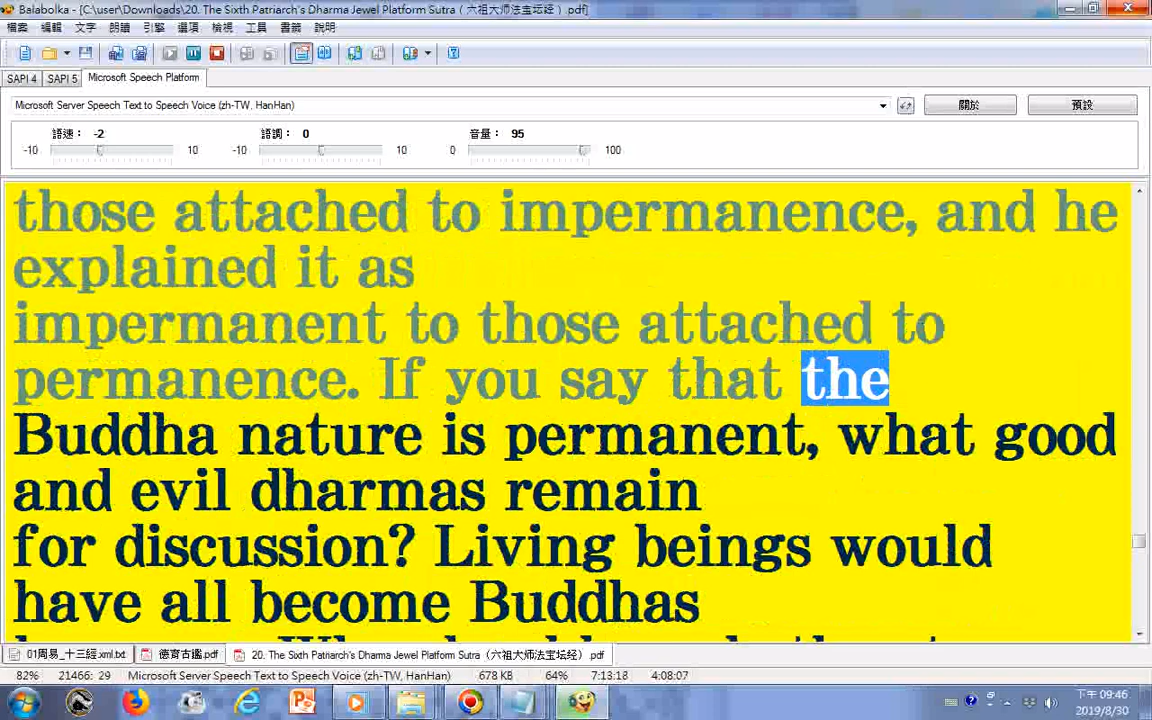 Balabolka - [C:\user\Downloads\20. The Sixth Patriarch's Dharma Jewel Platform Sutra（六祖大师法宝坛经）pdf]
檔案 編輯 文字 朗讀 引擎 選項 檢視 工具 書籤 說明
SAPI 4 SAPI 5 Microsoft Speech Platform
Microsoft Server Speech Text to Speech Voice (zh-TW, HanHan) 關於 預設
語速： -2 語調： 0 音量： 95
-10 10 -10 10 0 100
those attached to impermanence, and he
explained it as
impermanent to those attached to
permanence. If you say that the
Buddha nature is permanent, what good
and evil dharmas remain
for discussion? Living beings would
have all become Buddhas
01周易_十三經.xml.txt 德育古鑑.pdf 20. The Sixth Patriarch's Dharma Jewel Platform Sutra（六祖大师法宝坛经）pdf
82% 21466: 29 Microsoft Server Speech Text to Speech Voice (zh-TW, HanHan) 678 KB 64% 7:13:18 4:08:07
下午 09:46
2019/8/30